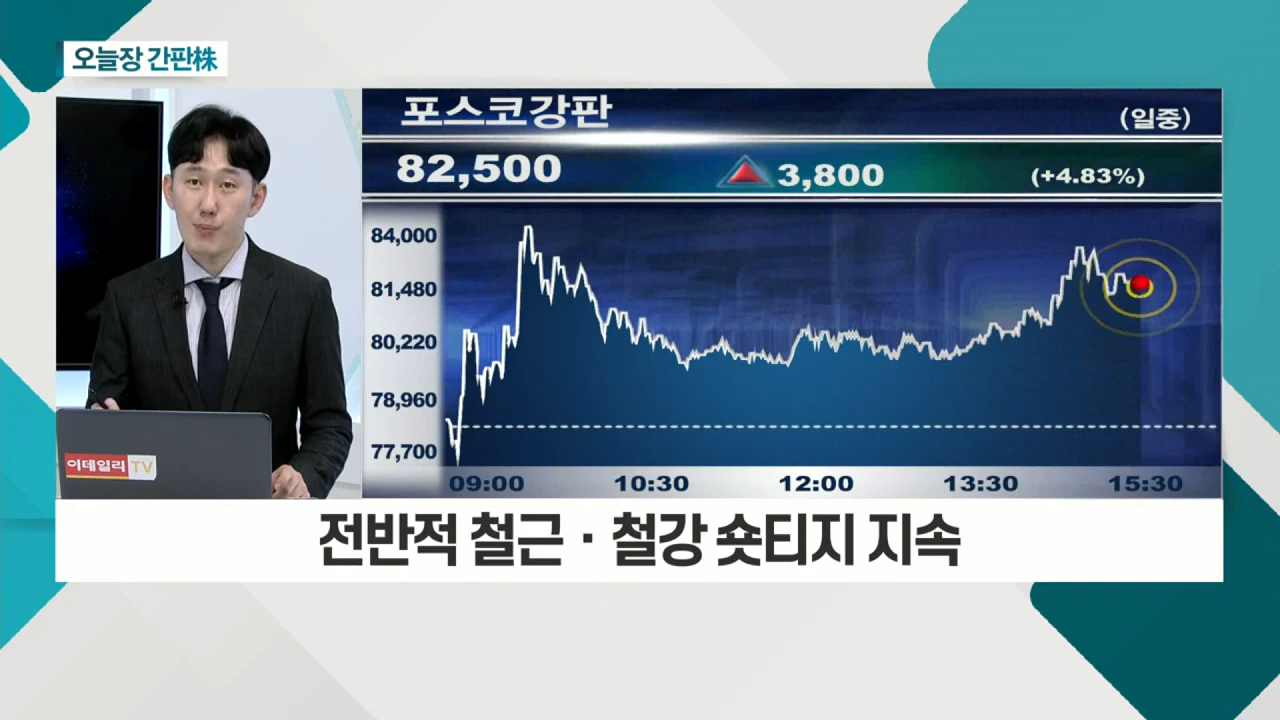 오늘장 간판株
포스코강판
(일중)
82,500 ▲ 3,800 (+4.83%)
84,000
81,480
80,220
78,960
77,700
09:00 10:30 12:00 13:30 15:30
이데일리 TV
전반적 철근 · 철강 숏티지 지속